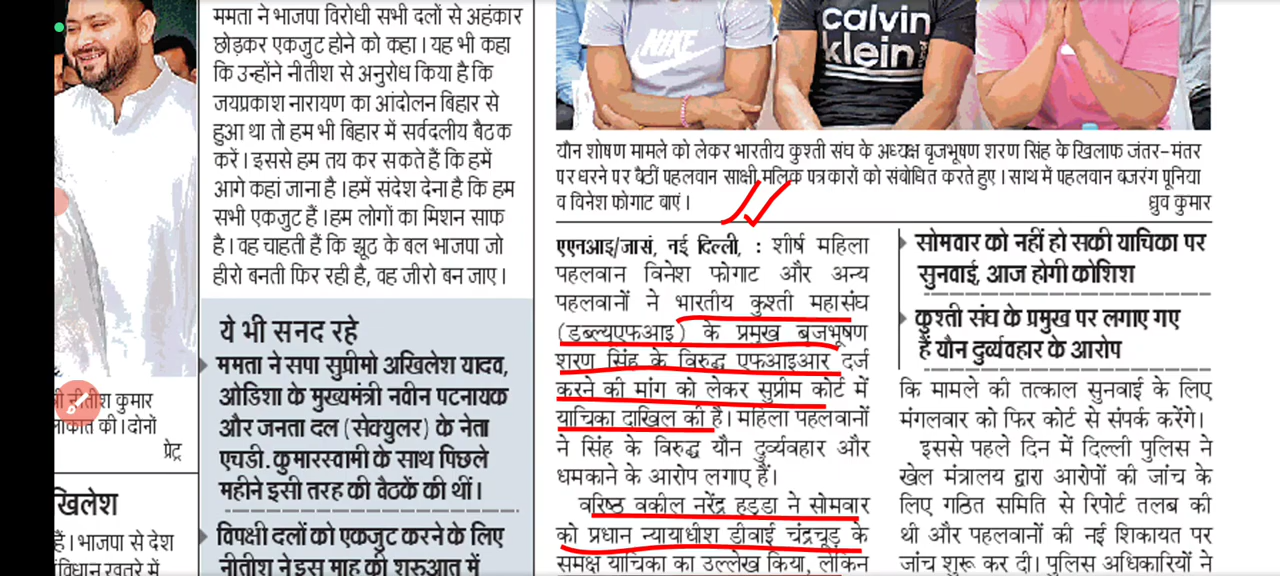 ममता ने भाजपा विरोधी सभी दलों से अहंकार
छोड़कर एकजुट होने को कहा। यह भी कहा
कि उन्होंने नीतीश से अनुरोध किया है कि
जयप्रकाश नारायण का आंदोलन बिहार से
हुआ था तो हम भी बिहार में सर्वदलीय बैठक
करें। इससे हम तय कर सकते हैं कि हमें
आगे कहां जाना है। हमें संदेश देना है कि हम
सभी एकजुट हैं। हम लोगों का मिशन साफ
है। वह चाहती हैं कि झूठ के बल भाजपा जो
हीरो बनती फिर रही है, वह जीरो बन जाए।
ये भी सनद रहे
ममता ने सपा सुप्रीमो अखिलेश यादव,
ओडिशा के मुख्यमंत्री नवीन पटनायक
और जनता दल (सेक्युलर) के नेता
एचडी. कुमारस्वामी के साथ पिछले
महीने इसी तरह की बैठकें की थीं।
विपक्षी दलों को एकजुट करने के लिए
नीतीश ने इस माह की शुरुआत में
नीतीश कुमार
की। दोनों
प्रेट्र
खिलेश
हैं। भाजपा से देश
खतरे में
NIKE
calvin
klein
यौन शोषण मामले को लेकर भारतीय कुश्ती संघ के अध्यक्ष बृजभूषण शरण सिंह के खिलाफ जंतर-मंतर
पर धरने पर बैठीं पहलवान साक्षी मलिक पत्रकारों को संबोधित करते हुए। साथ में पहलवान बजरंग पूनिया
व विनेश फोगाट बाएं। ध्रुव कुमार
एएनआइ/जासं, नई दिल्ली, : शीर्ष महिला
पहलवान विनेश फोगाट और अन्य
पहलवानों ने भारतीय कुश्ती महासंघ
(डब्ल्यूएफआइ) के प्रमुख बृजभूषण
शरण सिंह के विरुद्ध एफआइआर दर्ज
करने की मांग को लेकर सुप्रीम कोर्ट में
याचिका दाखिल की है। महिला पहलवानों
ने सिंह के विरुद्ध यौन दुर्व्यवहार और
धमकाने के आरोप लगाए हैं।
वरिष्ठ वकील नरेंद्र हुड्डा ने सोमवार
को प्रधान न्यायाधीश डीवाई चंद्रचूड़ के
समक्ष याचिका का उल्लेख किया, लेकिन
सोमवार को नहीं हो सकी याचिका पर
सुनवाई, आज होगी कोशिश
कुश्ती संघ के प्रमुख पर लगाए गए
हैं यौन दुर्व्यवहार के आरोप
कि मामले की तत्काल सुनवाई के लिए
मंगलवार को फिर कोर्ट से संपर्क करेंगे।
इससे पहले दिन में दिल्ली पुलिस ने
खेल मंत्रालय द्वारा आरोपों की जांच के
लिए गठित समिति से रिपोर्ट तलब की
थी और पहलवानों की नई शिकायत पर
जांच शुरू कर दी। पुलिस अधिकारियों ने